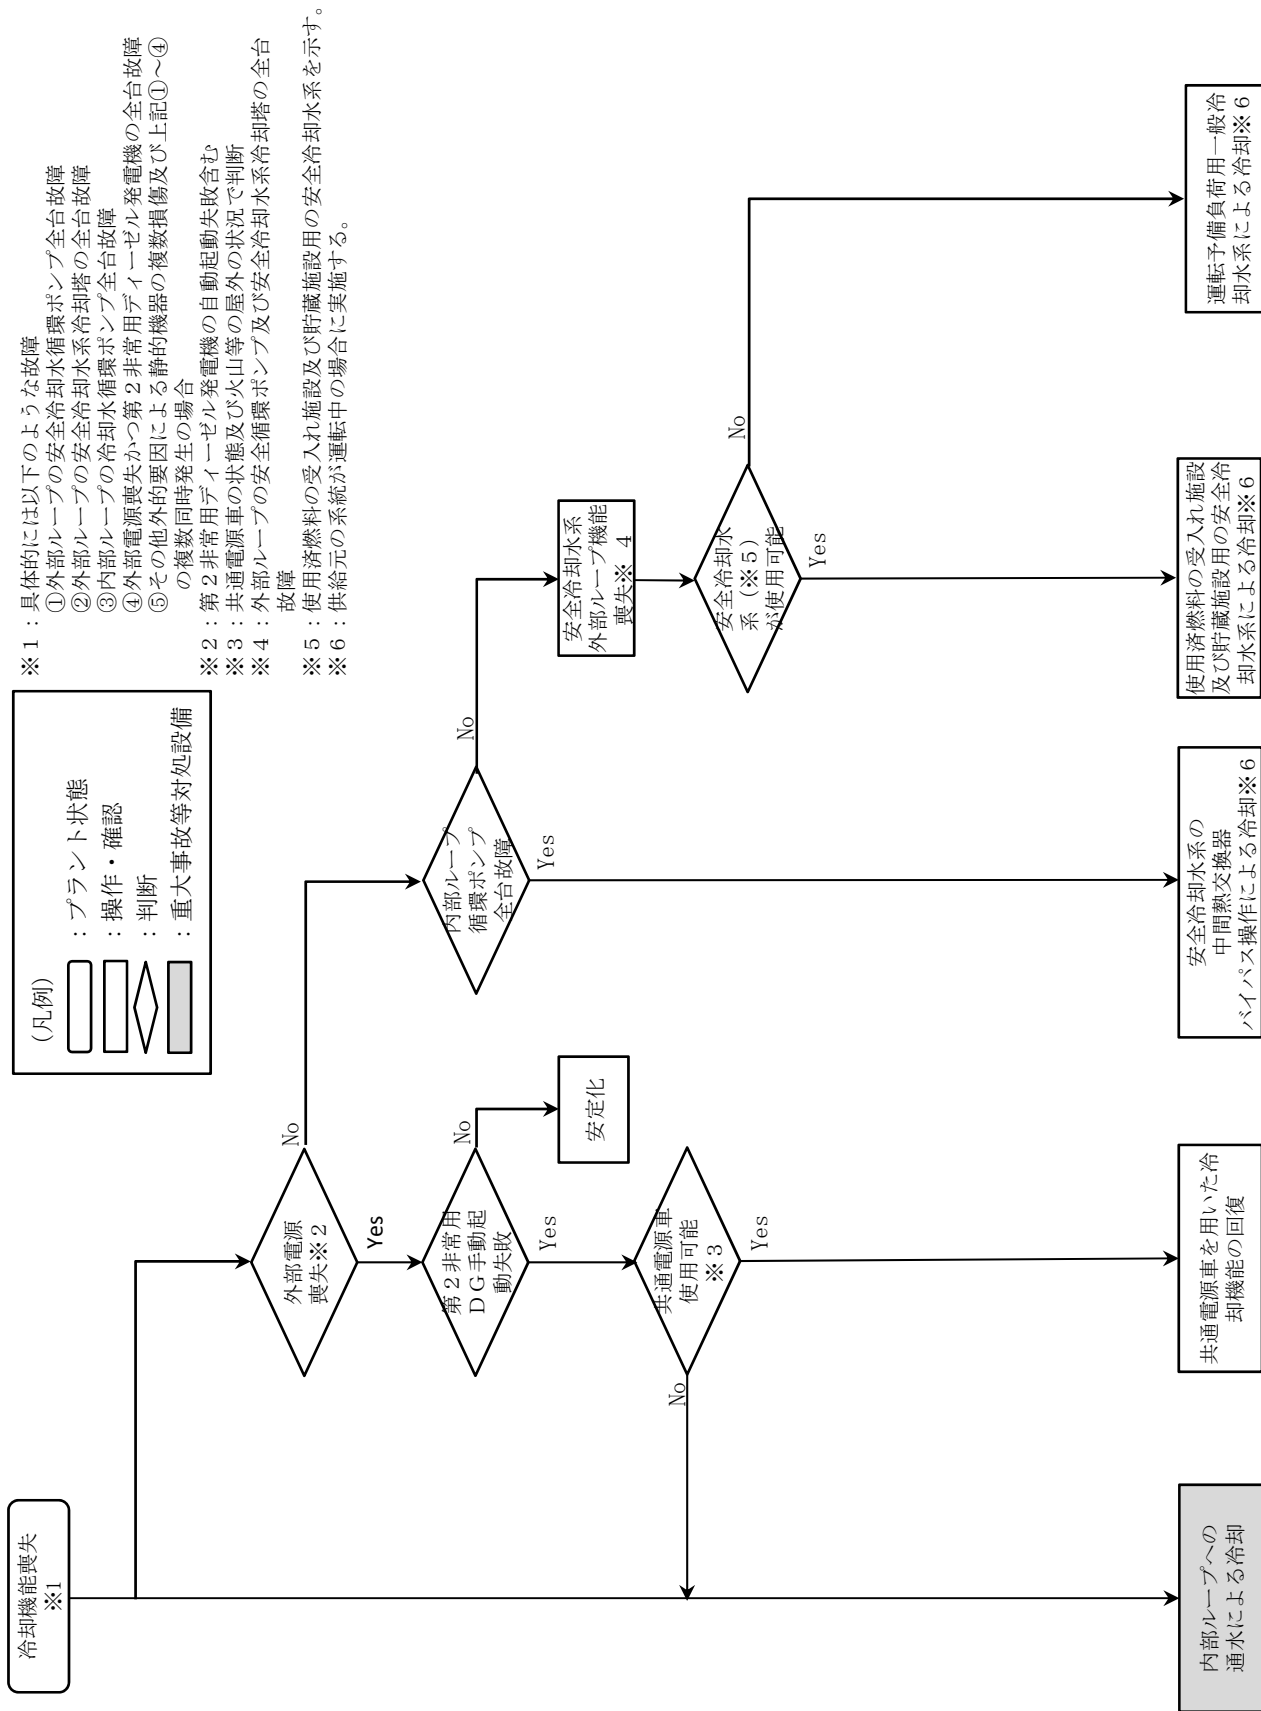 冷却機能喪失
※1
(凡例)
：プラント状態
：操作・確認
：判断
：重大事故等対処設備
※１：具体的には以下のような故障
①外部ループの安全冷却水循環ポンプ全台故障
②外部ループの安全冷却水系冷却塔の全台故障
③内部ループの冷却水循環ポンプ全台故障
④外部電源喪失かつ第２非常用ディーゼル発電機の全台故障
⑤その他外的要因による静的機器の複数損傷及び上記①～④
の複数同時発生の場合
※２：第２非常用ディーゼル発電機の自動起動失敗含む
※３：共通電源車の状態及び火山等の屋外の状況で判断
※４：外部ループの安全循環ポンプ及び安全冷却水系冷却塔の全台
故障
※５：使用済燃料の受入れ施設及び貯蔵施設用の安全冷却水系を示す。
※６：供給元の系統が運転中の場合に実施する。
外部電源
喪失※２
No
Yes
第２非常用
ＤＧ手動起
動失敗
No
Yes
安定化
共通電源車
使用可能
※３
No
Yes
内部ループ
循環ポンプ
全台故障
No
Yes
安全冷却水系
外部ループ機能
喪失※４
安全冷却水
系（※５）
が使用可能
No
Yes
内部ループへの
通水による冷却
共通電源車を用いた冷
却機能の回復
安全冷却水系の
中間熱交換器
バイパス操作による冷却※６
使用済燃料の受入れ施設
及び貯蔵施設用の安全冷
却水系による冷却※６
運転予備負荷用一般冷
却水系による冷却※６